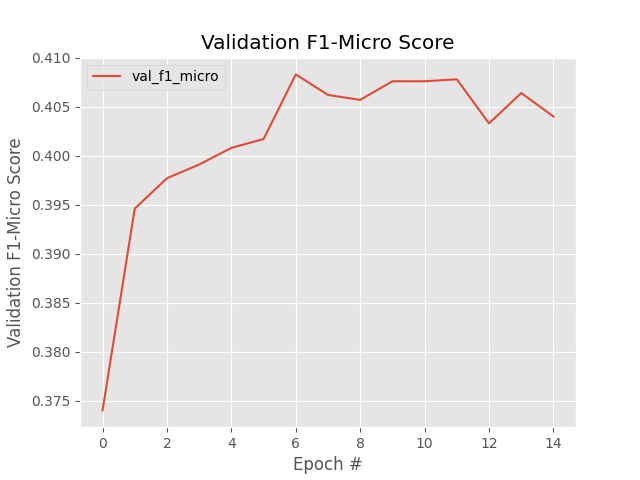 Validation F1-Micro Score
val_f1_micro
0.410
0.405
0.400
0.395
0.390
0.385
0.380
0.375
Validation F1-Micro Score
0 2 4 6 8 10 12 14
Epoch #